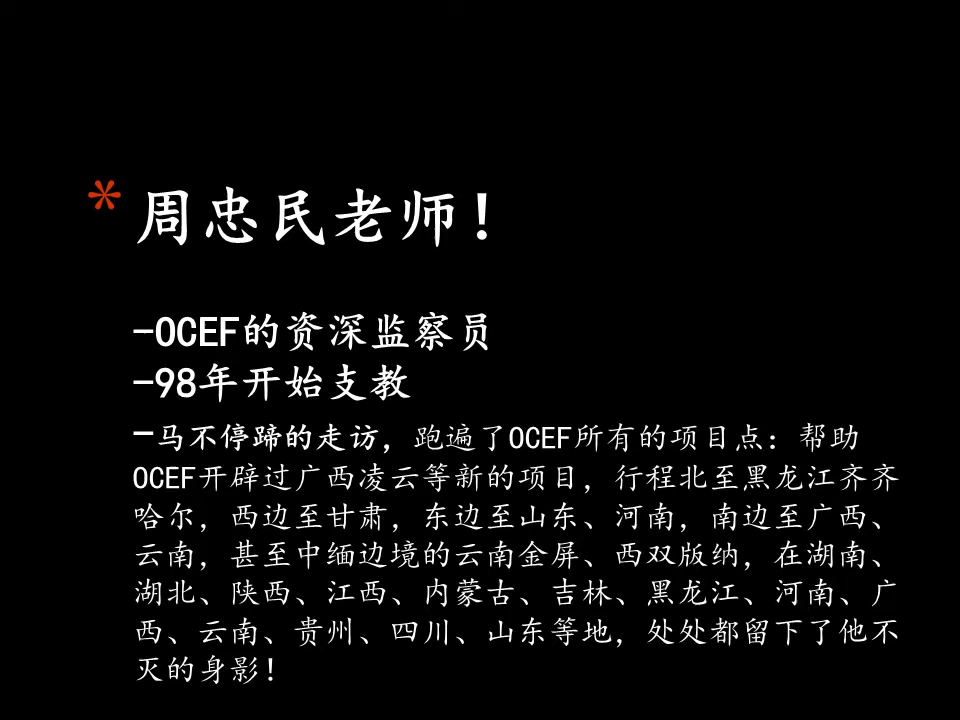 * 周忠民老师！
-OCEF的资深监察员
-98年开始支教
-马不停蹄的走访，跑遍了OCEF所有的项目点：帮助
OCEF开辟过广西凌云等新的项目，行程北至黑龙江齐齐
哈尔，西边至甘肃，东边至山东、河南，南边至广西、
云南，甚至中缅边境的云南金屏、西双版纳，在湖南、
湖北、陕西、江西、内蒙古、吉林、黑龙江、河南、广
西、云南、贵州、四川、山东等地，处处都留下了他不
灭的身影！